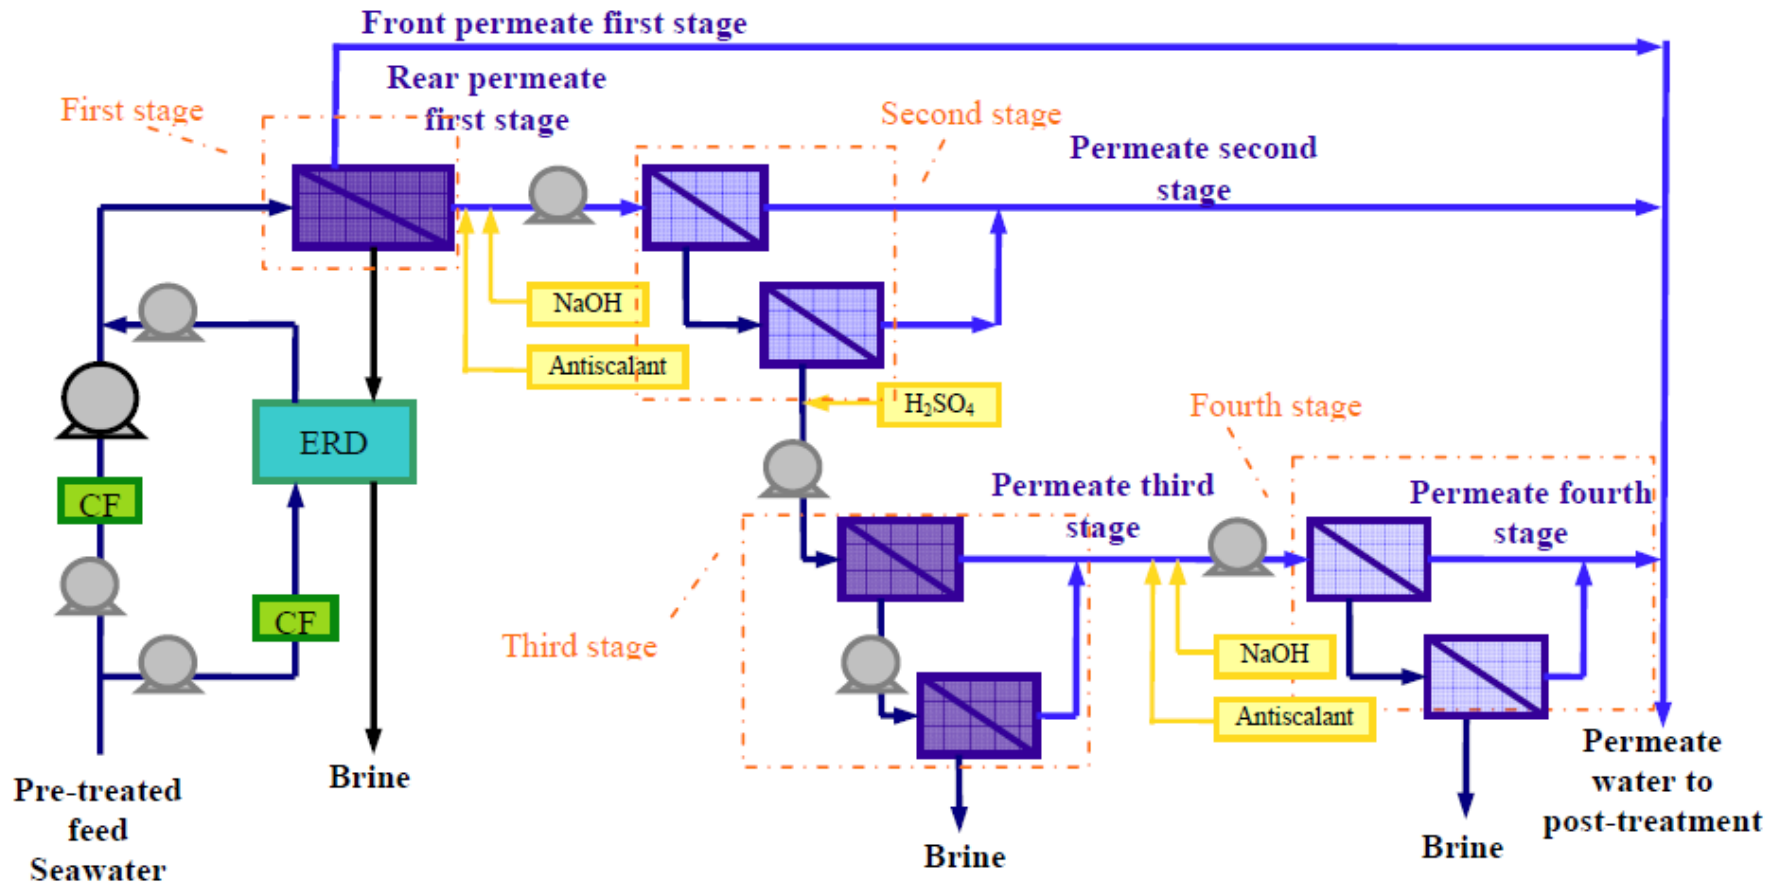 Front permeate first stage
Rear permeate
first stage
First stage
Second stage
Permeate second
stage
NaOH
Antiscalant
H₂SO₄
Fourth stage
ERD
CF
Permeate third
stage
Permeate fourth
stage
CF
Third stage
NaOH
Antiscalant
Brine
Pre-treated
feed
Seawater
Brine
Brine
Permeate
water to
post-treatment